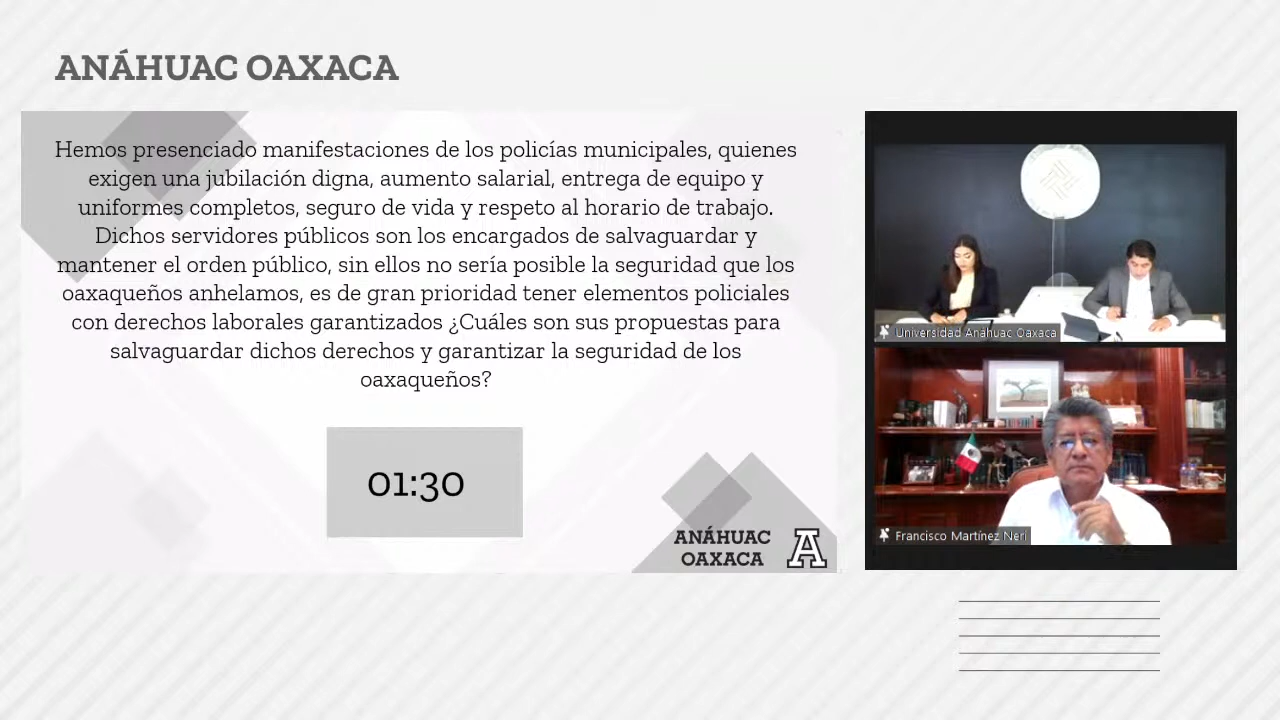 ANÁHUAC OAXACA
Hemos presenciado manifestaciones de los policías municipales, quienes
exigen una jubilación digna, aumento salarial, entrega de equipo y
uniformes completos, seguro de vida y respeto al horario de trabajo.
Dichos servidores públicos son los encargados de salvaguardar y
mantener el orden público, sin ellos no sería posible la seguridad que los
oaxaqueños anhelamos, es de gran prioridad tener elementos policiales
con derechos laborales garantizados ¿Cuáles son sus propuestas para
salvaguardar dichos derechos y garantizar la seguridad de los
oaxaqueños?
01:30
ANÁHUAC
OAXACA
A
Universidad Anáhuac Oaxaca
Francisco Martínez Neri